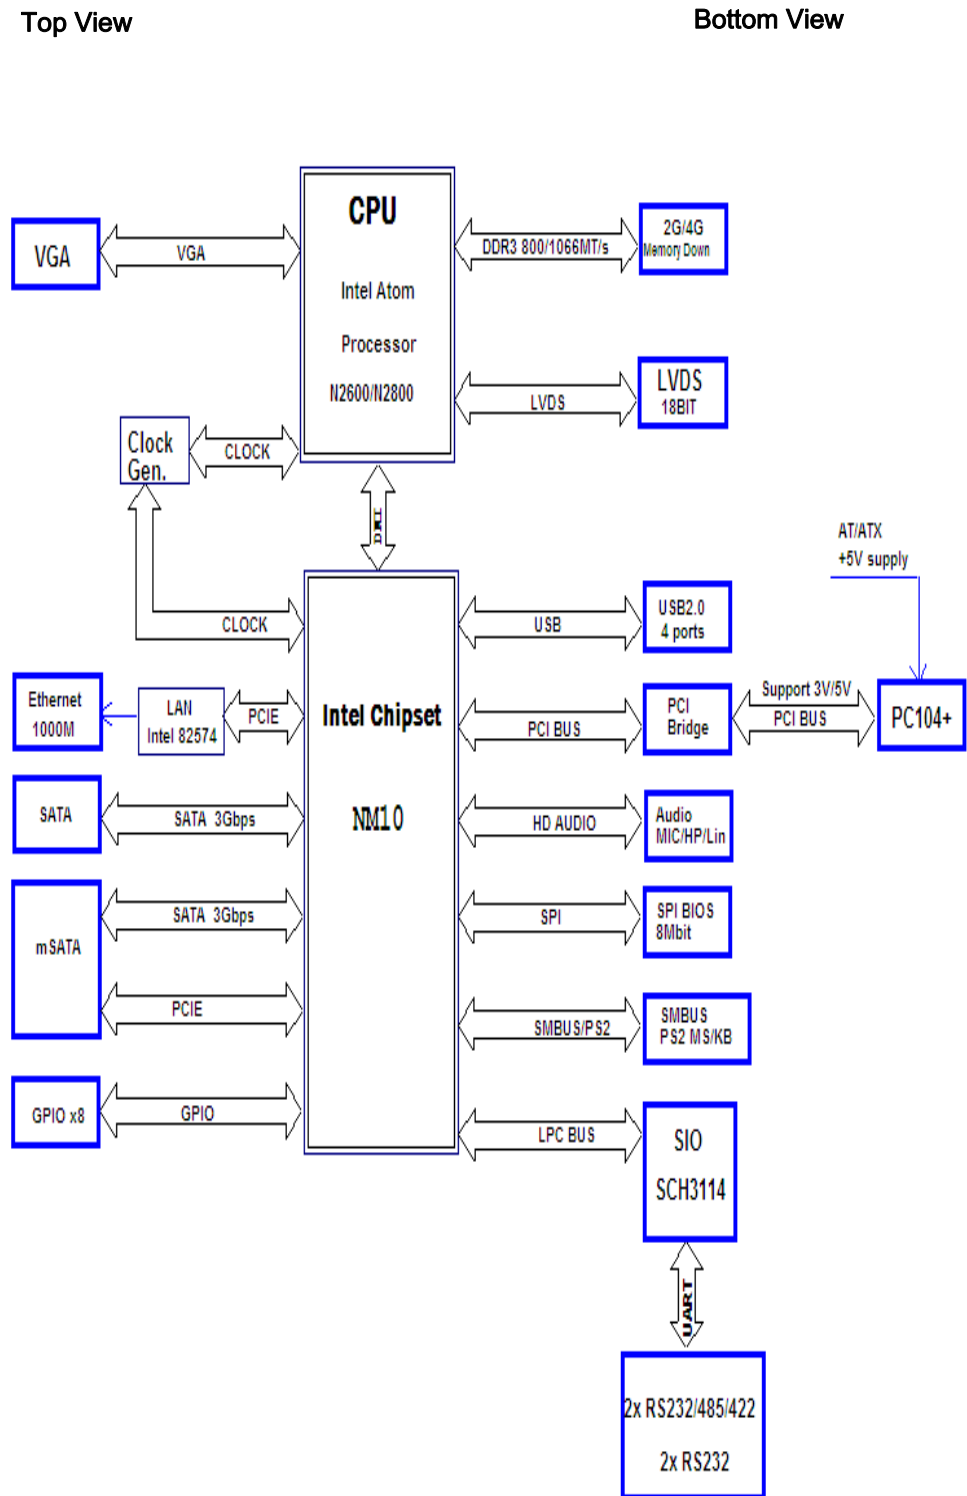 Top View
Bottom View
CPU
Intel Atom
Processor
N2600/N2800
VGA
VGA
DDR3 800/1066MT/s
2G/4G
Memory Down
LVDS
LVDS
18BIT
Clock
Gen.
CLOCK
DMI
CLOCK
AT/ATX
+5V supply
Intel Chipset
NM10
USB
USB2.0
4 ports
Ethernet
1000M
LAN
Intel 82574
PCIE
PCI BUS
PCI
Bridge
Support 3V/5V
PCI BUS
PC104+
SATA
SATA 3Gbps
HD AUDIO
Audio
MIC/HP/Lin
mSATA
SATA 3Gbps
PCIE
SPI
SPI BIOS
8Mbit
SMBUS/PS2
SMBUS
PS2 MS/KB
GPIO x8
GPIO
LPC BUS
SIO
SCH3114
UART
2x RS232/485/422
2x RS232